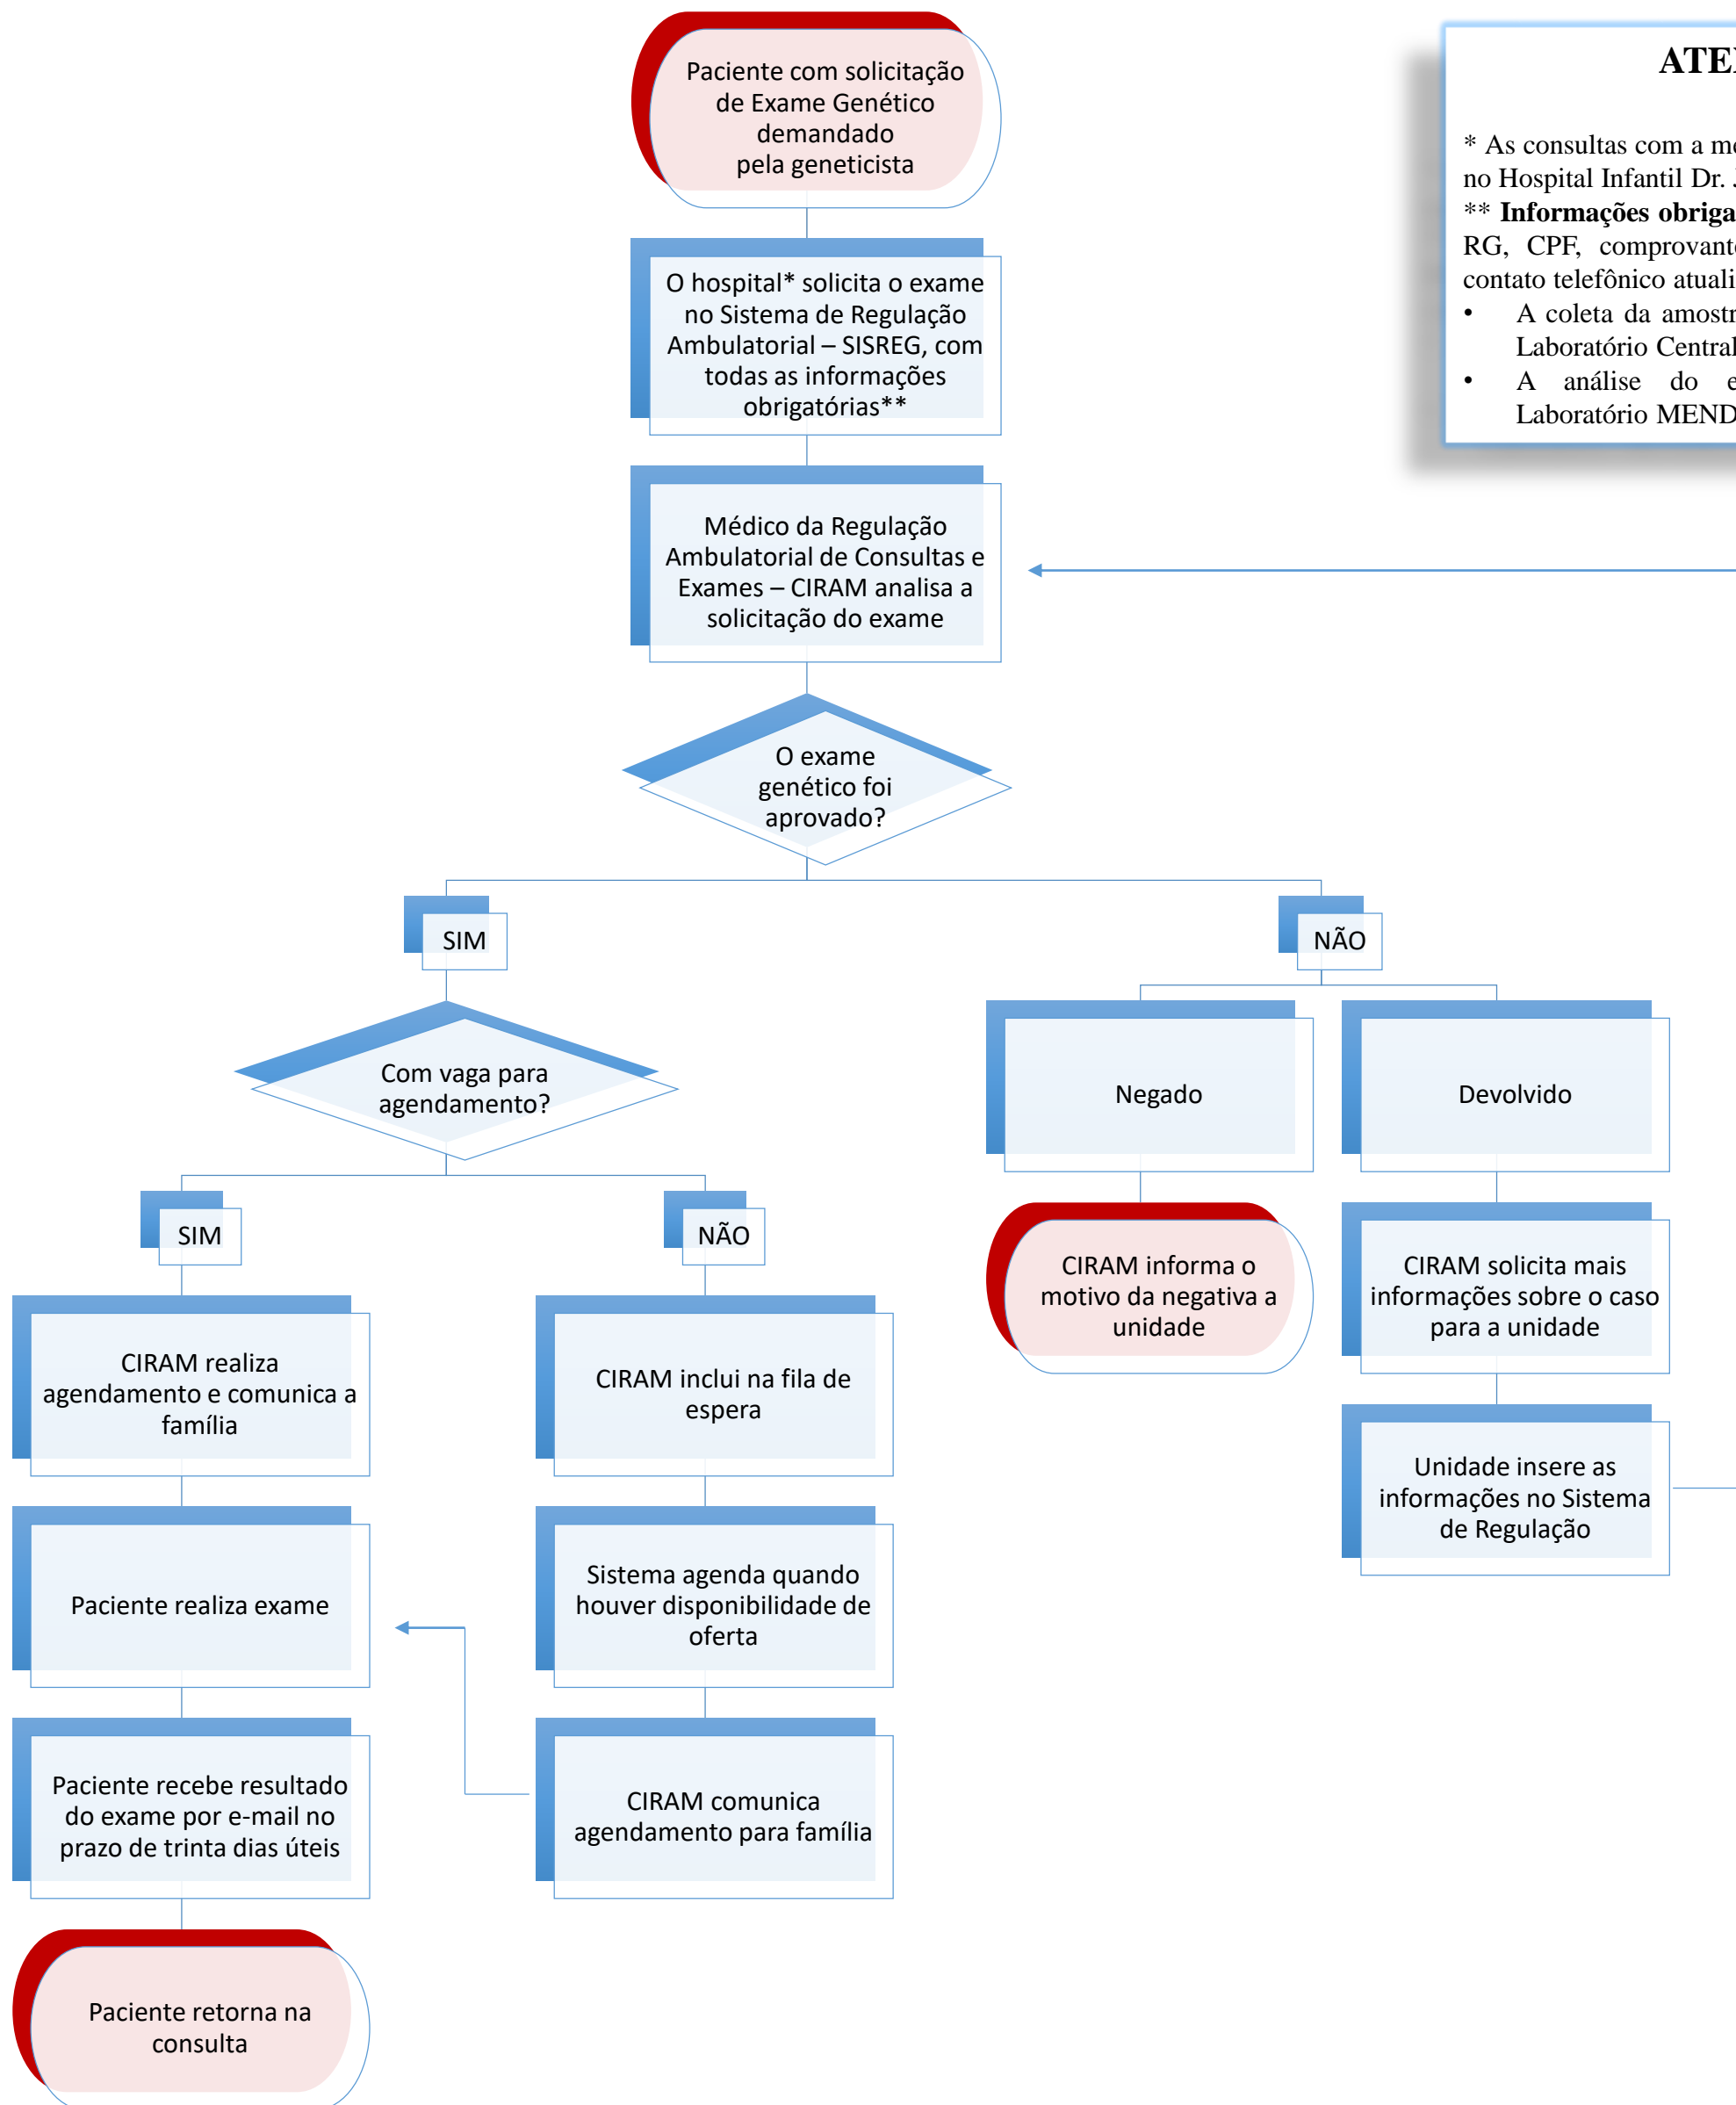 Paciente com solicitação
de Exame Genético
demandado
pela geneticista
O hospital* solicita o exame
no Sistema de Regulação
Ambulatorial – SISREG, com
todas as informações
obrigatórias**
Médico da Regulação
Ambulatorial de Consultas e
Exames – CIRAM analisa a
solicitação do exame
O exame
genético foi
aprovado?
SIM
NÃO
Com vaga para
agendamento?
SIM
NÃO
CIRAM realiza
agendamento e comunica a
família
Paciente realiza exame
Paciente recebe resultado
do exame por e-mail no
prazo de trinta dias úteis
Paciente retorna na
consulta
CIRAM inclui na fila de
espera
Sistema agenda quando
houver disponibilidade de
oferta
CIRAM comunica
agendamento para família
Negado
CIRAM informa o
motivo da negativa a
unidade
Devolvido
CIRAM solicita mais
informações sobre o caso
para a unidade
Unidade insere as
informações no Sistema
de Regulação
* As consultas com a
no Hospital Infantil Dr.
** Informações
RG, CPF,
contato telefônico
• A coleta da
Laboratório Central
• A análise do
Laboratório